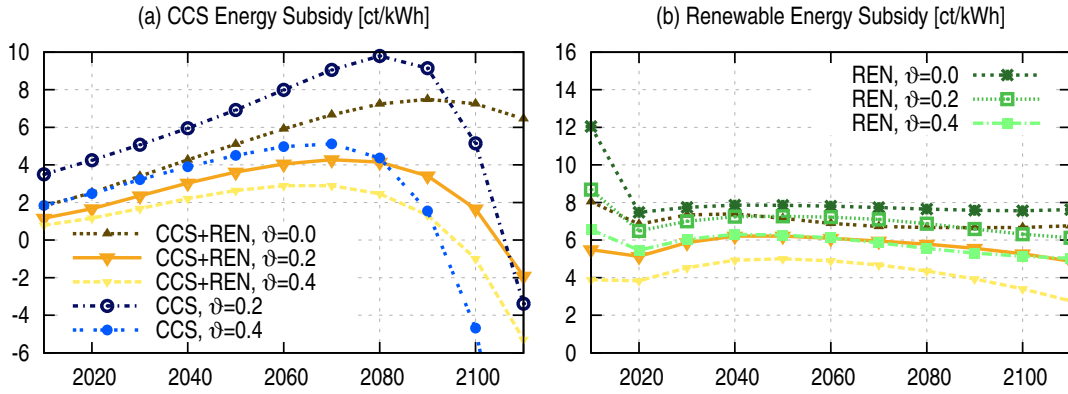 (a) CCS Energy Subsidy [ct/kWh]
10
8
6
4
2
0
-2
-4
-6
2020
2040
2060
2080
2100
CCS+REN, ϑ=0.0
CCS+REN, ϑ=0.2
CCS+REN, ϑ=0.4
CCS, ϑ=0.2
CCS, ϑ=0.4
(b) Renewable Energy Subsidy [ct/kWh]
16
14
12
10
8
6
4
2
0
2020
2040
2060
2080
2100
REN, ϑ=0.0
REN, ϑ=0.2
REN, ϑ=0.4